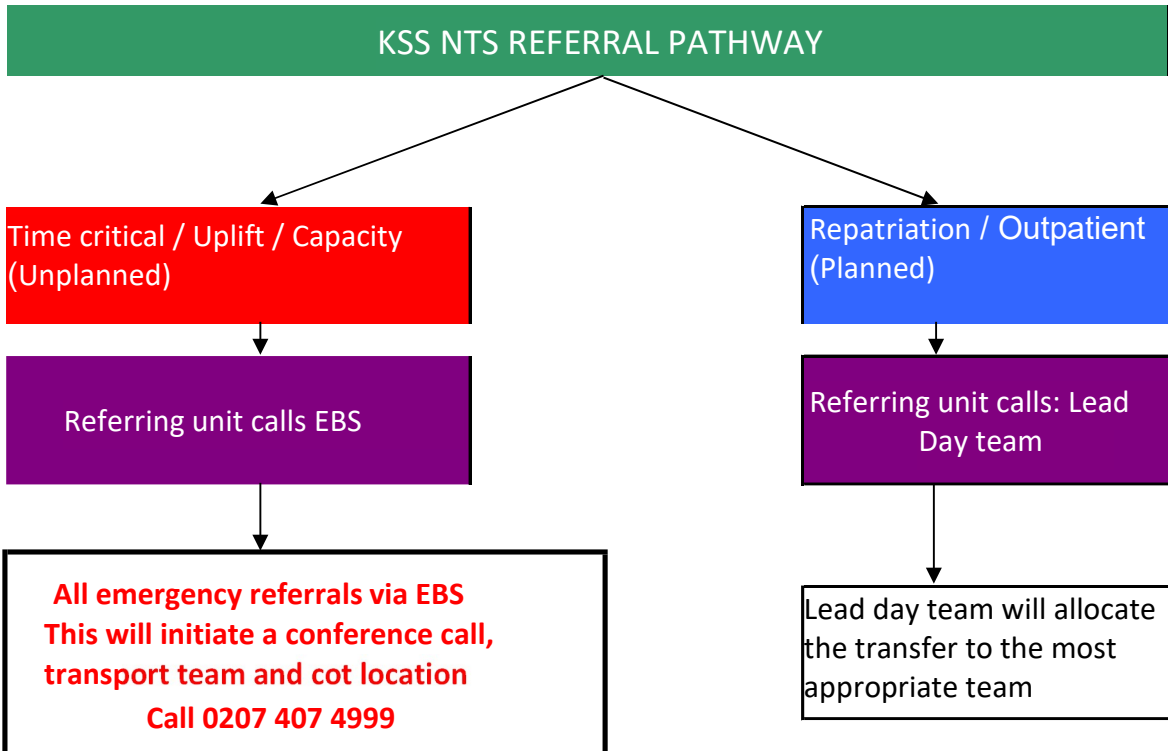 KSS NTS REFERRAL PATHWAY
Time critical / Uplift / Capacity
(Unplanned)
Referring unit calls EBS
All emergency referrals via EBS
This will initiate a conference call,
transport team and cot location
Call 0207 407 4999
Repatriation / Outpatient
(Planned)
Referring unit calls: Lead
Day team
Lead day team will allocate
the transfer to the most
appropriate team